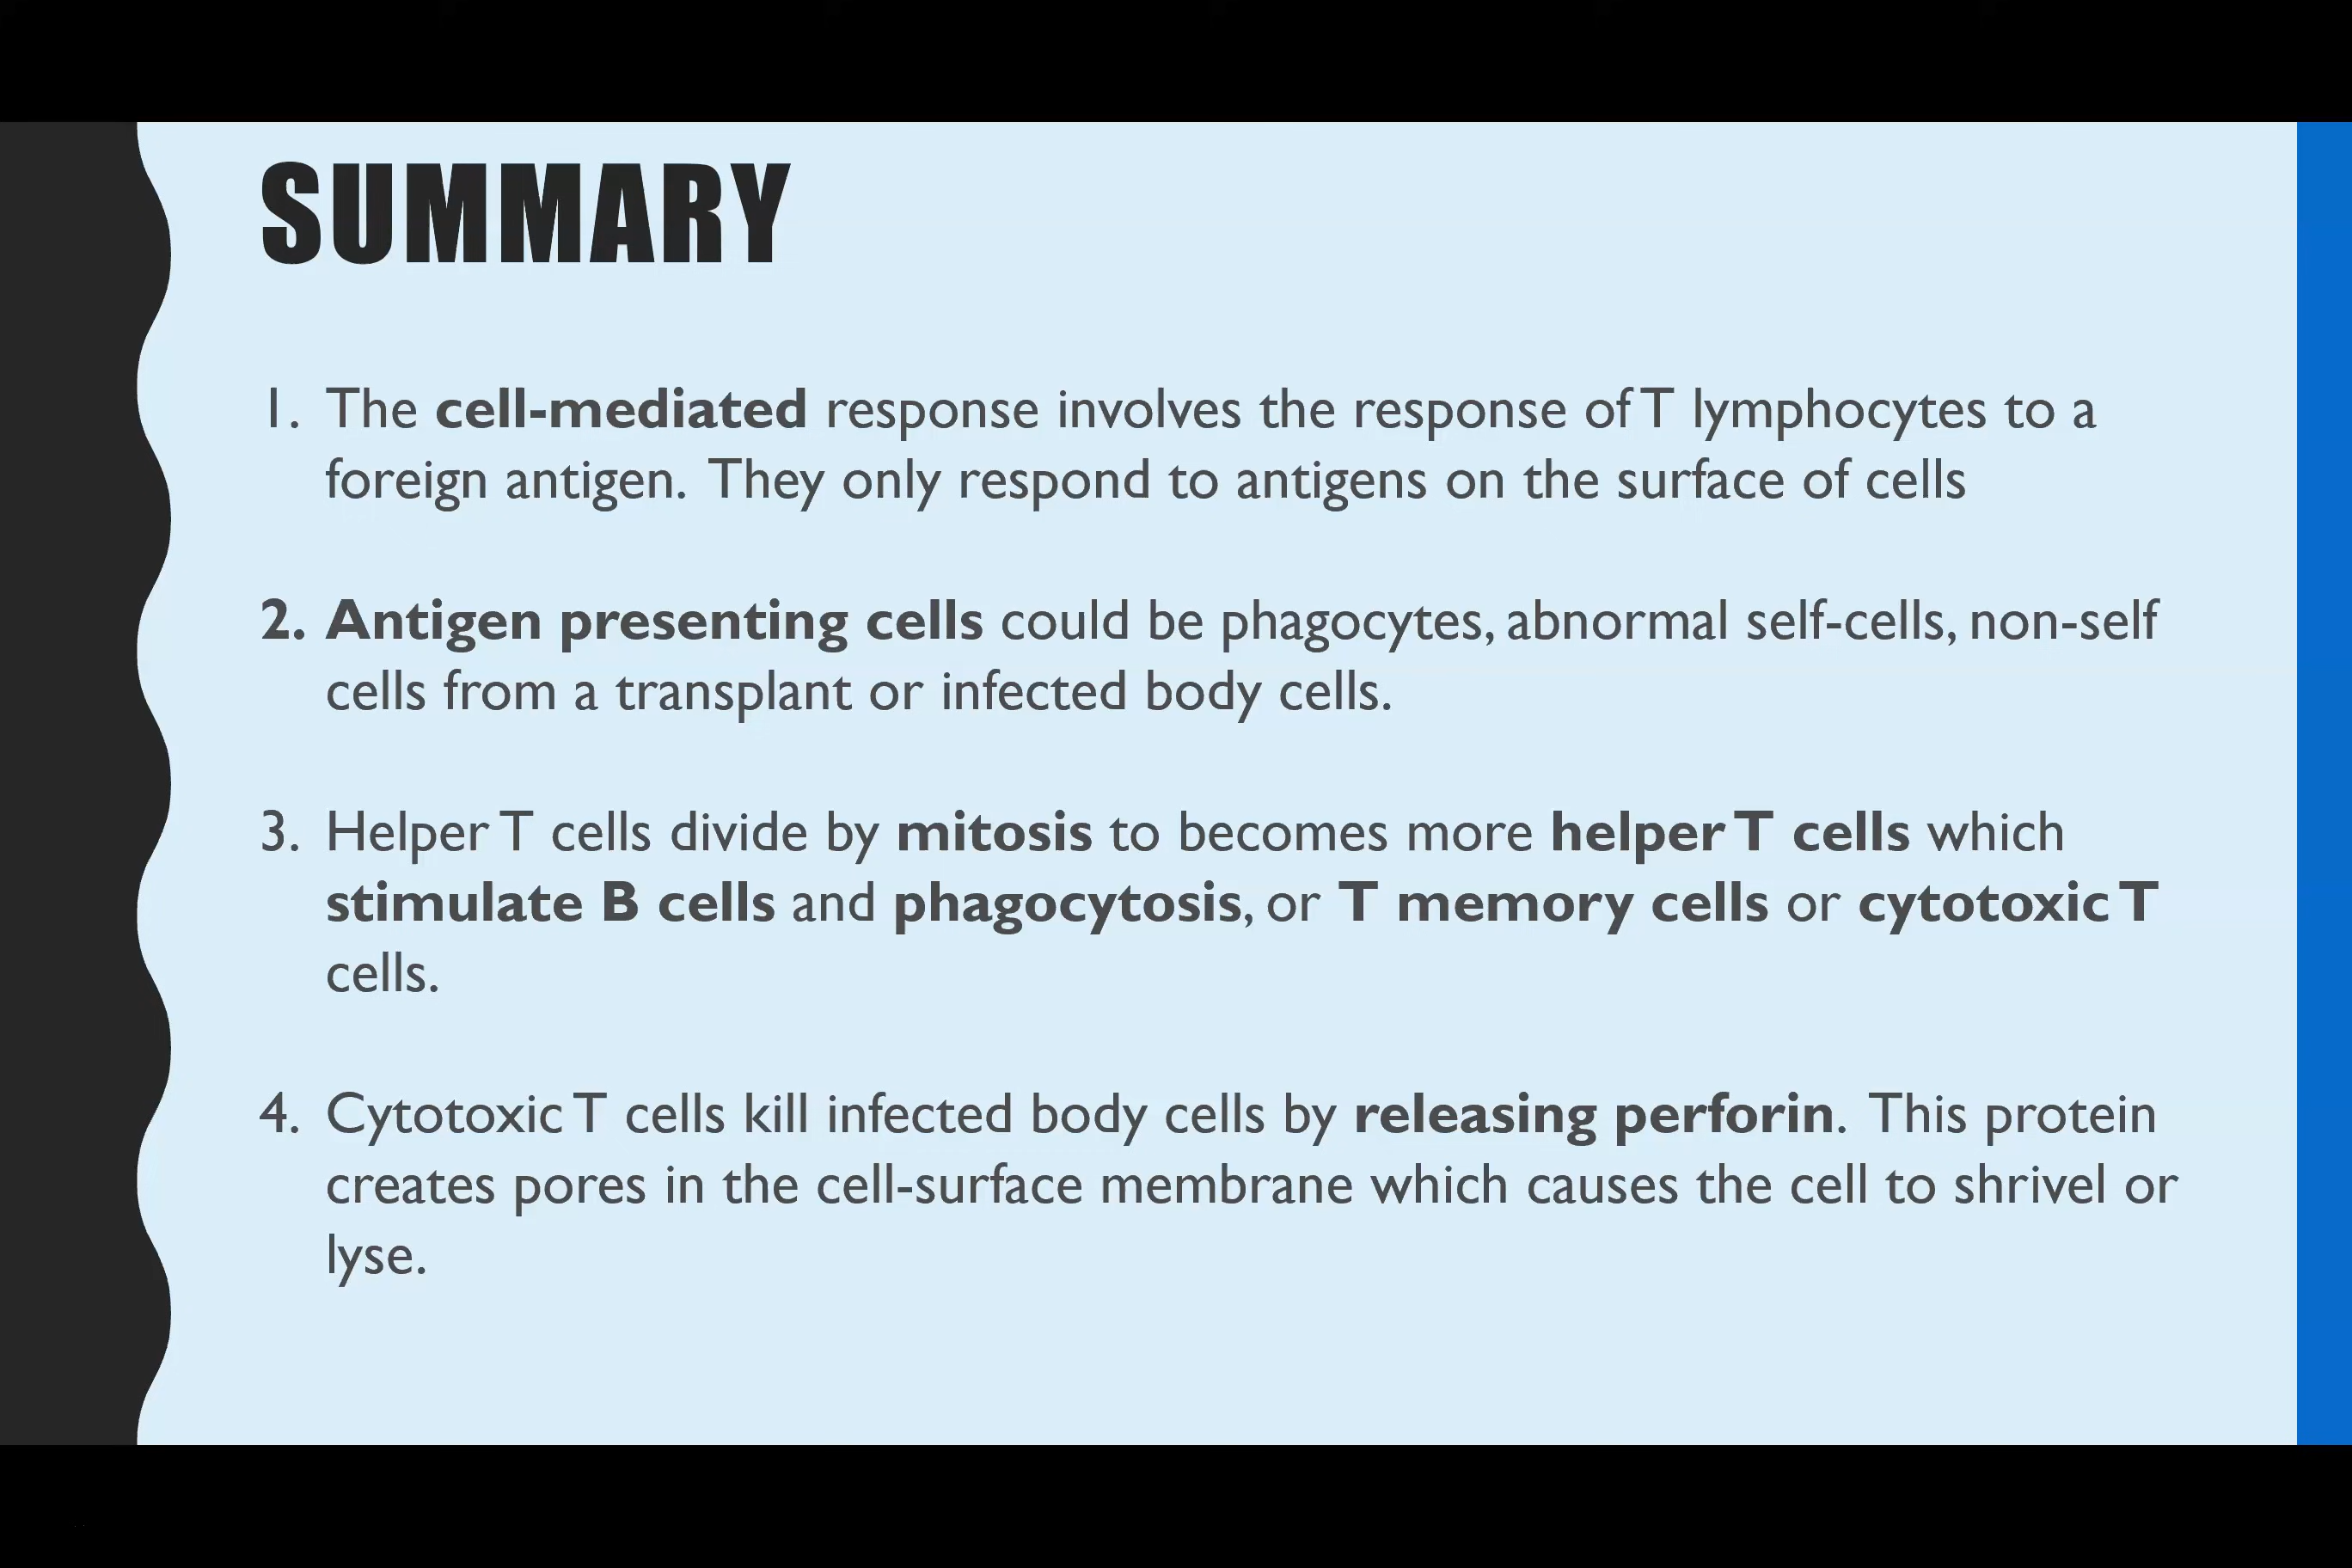 SUMMARY
1. The cell-mediated response involves the response of T lymphocytes to a
foreign antigen. They only respond to antigens on the surface of cells
2. Antigen presenting cells could be phagocytes, abnormal self-cells, non-self
cells from a transplant or infected body cells.
3. Helper T cells divide by mitosis to becomes more helper T cells which
stimulate B cells and phagocytosis, or T memory cells or cytotoxic T
cells.
4. Cytotoxic T cells kill infected body cells by releasing perforin. This protein
creates pores in the cell-surface membrane which causes the cell to shrivel or
lyse.